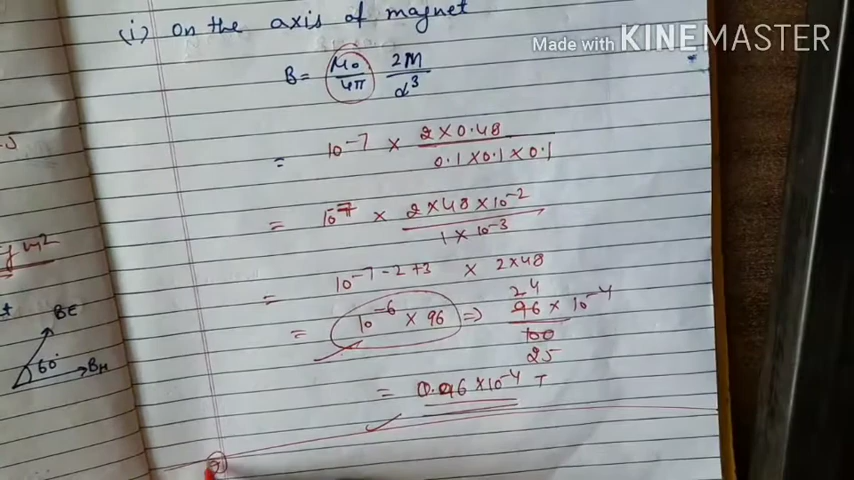 (i) On the axis of magnet
Made with KINEMASTER
B = μ₀/4π 2M/d³
= 10⁻⁷ × 2×0.48/0.1×0.1×0.1
= 10⁻⁷ × 2×48×10⁻²/1×10⁻³
= 10⁻⁷⁻²⁺³ × 2×48
= 10⁻⁶ × 96 ⇒ 96 × 10⁻⁴/100
24
25
= 0.96×10⁻⁴ T
BE
60°
BH